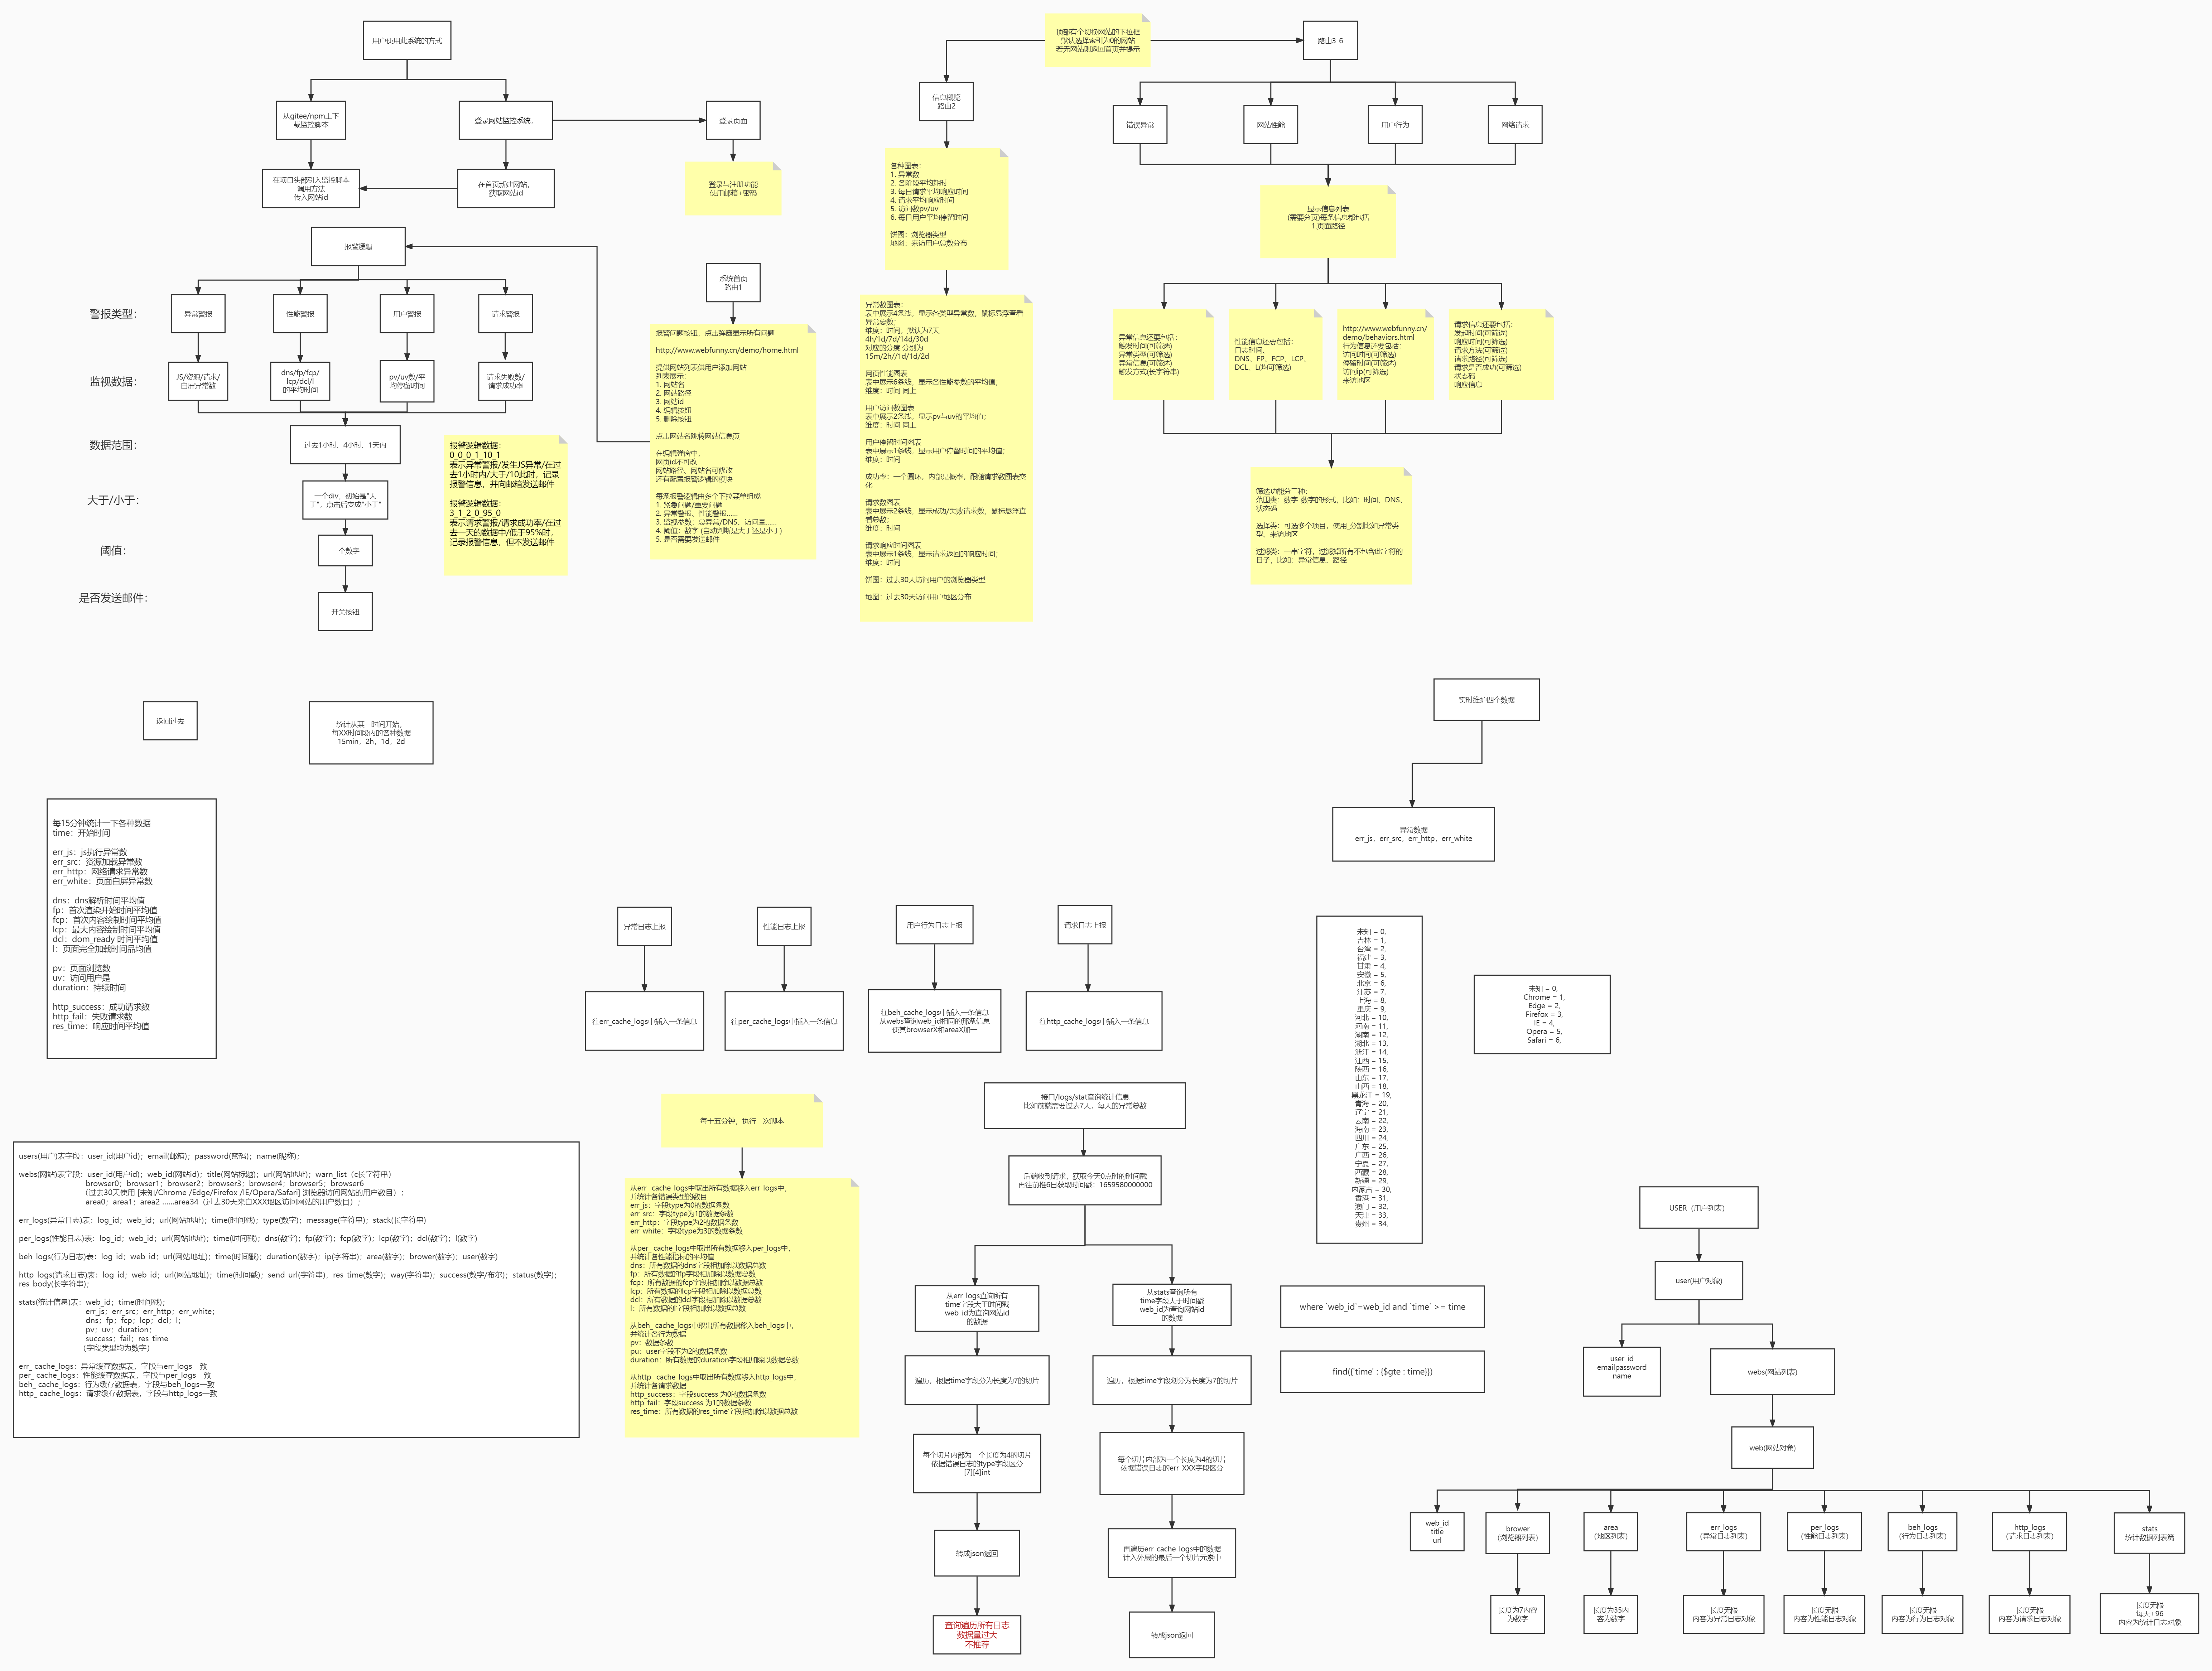 用户使用此系统的方式
从gitee/npm上下
载监控脚本
登录网站监控系统，
登录页面
在项目头部引入监控脚本
调用方法
传入网站id
在首页新建网站，
获取网站id
登录与注册功能
使用邮箱+密码
报警逻辑
警报类型：
异常警报
性能警报
用户警报
请求警报
监视数据：
JS/资源/请求/
白屏异常数
dns/fp/fcp/
lcp/dcl/l
的平均时间
pv/uv数/平
均停留时间
请求失败数/
请求成功率
数据范围：
过去1小时、4小时、1天内
大于/小于：
一个div，初始是"大
于"，点击后变成"小于"
阈值：
一个数字
是否发送邮件：
开关按钮
报警逻辑数据：
0_0_0_1_10_1
表示异常警报/发生JS异常/在过
去1小时内/大于/10此时，记录
报警信息，并向邮箱发送邮件
报警逻辑数据：
3_1_2_0_95_0
表示请求警报/请求成功率/在过
去一天的数据中/低于95%时，
记录报警信息，但不发送邮件
系统首页
路由1
报警问题按钮，点击弹窗显示所有问题
http://www.webfunny.cn/demo/home.html
提供网站列表供用户添加网站
列表展示：
1. 网站名
2. 网站路径
3. 网站id
4. 编辑按钮
5. 删除按钮
点击网站名跳转网站信息页
在编辑弹窗中，
网页id不可改
网站路径、网站名可修改
还有配置报警逻辑的模块
每条报警逻辑由多个下拉菜单组成
1. 紧急问题/重要问题
2. 异常警报、性能警报……
3. 监视参数：总异常/DNS、访问量……
4. 阈值：数字 (自动判断是大于还是小于)
5. 是否需要发送邮件
顶部有个切换网站的下拉框
默认选择索引为0的网站
若无网站则返回首页并提示
信息概览
路由2
各种图表：
1. 异常数
2. 各阶段平均耗时
3. 每日请求平均响应时间
4. 请求平均响应时间
5. 访问数pv/uv
6. 每日用户平均停留时间
饼图：浏览器类型
地图：来访用户总数分布
异常数图表：
表中展示4条线，显示各类型异常数，鼠标悬浮查看
异常总数；
维度：时间，默认为7天
4h/1d/7d/14d/30d
对应的分度 分别为
15m/2h//1d/1d/2d
网页性能图表
表中展示6条线，显示各性能参数的平均值；
维度：时间 同上
用户访问数图表
表中展示2条线，显示pv与uv的平均值；
维度：时间 同上
用户停留时间图表
表中展示1条线，显示用户停留时间的平均值；
维度：时间
成功率：一个圆环，内部是概率，跟随请求数图表变
化
请求数图表
表中展示2条线，显示成功/失败请求数，鼠标悬浮查
看总数；
维度：时间
请求响应时间图表
表中展示1条线，显示请求返回的响应时间；
维度：时间
饼图：过去30天访问用户的浏览器类型
地图：过去30天访问用户地区分布
路由3-6
错误异常
网站性能
用户行为
网络请求
显示信息列表
(需要分页)每条信息都包括
1.页面路径
异常信息还要包括：
触发时间(可筛选)
异常类型(可筛选)
异常信息(可筛选)
触发方式(长字符串)
性能信息还要包括：
日志时间、
DNS、FP、FCP、LCP、
DCL、L(均可筛选)
http://www.webfunny.cn/
demo/behaviors.html
行为信息还要包括：
访问时间(可筛选)
停留时间(可筛选)
访问ip(可筛选)
来访地区
请求信息还要包括：
发起时间(可筛选)
响应时间(可筛选)
请求方法(可筛选)
请求路径(可筛选)
请求是否成功(可筛选)
状态码
响应信息
筛选功能分三种：
范围类：数字_数字的形式，比如：时间、DNS、
状态码
选择类：可选多个项目，使用_分割比如异常类
型、来访地区
过滤类：一串字符，过滤掉所有不包含此字符的
日子，比如：异常信息、路径
返回过去
统计从某一时间开始，
每XX时间段内的各种数据
15min，2h，1d，2d
实时维护四个数据
异常数据
err_js，err_src，err_http，err_white
每15分钟统计一下各种数据
time：开始时间
err_js：js执行异常数
err_src：资源加载异常数
err_http：网络请求异常数
err_white：页面白屏异常数
dns：dns解析时间平均值
fp：首次渲染开始时间平均值
fcp：首次内容绘制时间平均值
lcp：最大内容绘制时间平均值
dcl：dom_ready 时间平均值
l：页面完全加载时间品均值
pv：页面浏览数
uv：访问用户是
duration：持续时间
http_success：成功请求数
http_fail：失败请求数
res_time：响应时间平均值
异常日志上报
性能日志上报
用户行为日志上报
请求日志上报
往err_cache_logs中插入一条信息
往per_cache_logs中插入一条信息
往beh_cache_logs中插入一条信息
从webs查询web_id相同的那条信息
使其browserX和areaX加一
往http_cache_logs中插入一条信息
未知 = 0,
吉林 = 1,
台湾 = 2,
福建 = 3,
甘肃 = 4,
安徽 = 5,
北京 = 6,
江苏 = 7,
上海 = 8,
重庆 = 9,
河北 = 10,
河南 = 11,
湖南 = 12,
湖北 = 13,
浙江 = 14,
江西 = 15,
陕西 = 16,
山东 = 17,
山西 = 18,
黑龙江 = 19,
青海 = 20,
辽宁 = 21,
云南 = 22,
海南 = 23,
四川 = 24,
广东 = 25,
广西 = 26,
宁夏 = 27,
西藏 = 28,
新疆 = 29,
内蒙古 = 30,
香港 = 31,
澳门 = 32,
天津 = 33,
贵州 = 34,
未知 = 0,
Chrome = 1,
Edge = 2,
Firefox = 3,
IE = 4,
Opera = 5,
Safari = 6,
users(用户)表字段：user_id(用户id)；email(邮箱)；password(密码)；name(昵称)；
webs(网站)表字段：user_id(用户id)；web_id(网站id)；title(网站标题)；url(网站地址)；warn_list（c长字符串）
browser0；browser1；browser2；browser3；browser4；browser5；browser6
（过去30天使用 [未知/Chrome /Edge/Firefox /IE/Opera/Safari] 浏览器访问网站的用户数目）；
area0；area1；area2 ……area34（过去30天来自XXX地区访问网站的用户数目）；
err_logs(异常日志)表：log_id；web_id；url(网站地址)；time(时间戳)；type(数字)；message(字符串)；stack(长字符串)
per_logs(性能日志)表：log_id；web_id；url(网站地址)；time(时间戳)；dns(数字)；fp(数字)；fcp(数字)；lcp(数字)；dcl(数字)；l(数字)
beh_logs(行为日志)表：log_id；web_id；url(网站地址)；time(时间戳)；duration(数字)；ip(字符串)；area(数字)；brower(数字)；user(数字)
http_logs(请求日志)表：log_id；web_id；url(网站地址)；time(时间戳)；send_url(字符串)，res_time(数字)；way(字符串)；success(数字/布尔)；status(数字)；
res_body(长字符串)；
stats(统计信息)表：web_id；time(时间戳)；
err_js；err_src；err_http；err_white；
dns；fp；fcp；lcp；dcl；l；
pv；uv；duration；
success；fail；res_time
（字段类型均为数字）
err_cache_logs：异常缓存数据表，字段与err_logs一致
per_cache_logs：性能缓存数据表，字段与per_logs一致
beh_cache_logs：行为缓存数据表，字段与beh_logs一致
http_cache_logs：请求缓存数据表，字段与http_logs一致
每十五分钟，执行一次脚本
从err_cache_logs中取出所有数据移入err_logs中，
并统计各错误类型的数目
err_js：字段type为0的数据条数
err_src：字段type为1的数据条数
err_http：字段type为2的数据条数
err_white：字段type为3的数据条数
从per_cache_logs中取出所有数据移入per_logs中，
并统计各性能指标的平均值
dns：所有数据的dns字段相加除以数据总数
fp：所有数据的fp字段相加除以数据总数
fcp：所有数据的fcp字段相加除以数据总数
lcp：所有数据的lcp字段相加除以数据总数
dcl：所有数据的dcl字段相加除以数据总数
l：所有数据的l字段相加除以数据总数
从beh_cache_logs中取出所有数据移入beh_logs中，
并统计各行为数据
pv：数据条数
pu：user字段不为2的数据条数
duration：所有数据的duration字段相加除以数据总数
从http_cache_logs中取出所有数据移入http_logs中，
并统计各请求数据
http_success：字段success 为0的数据条数
http_fail：字段success 为1的数据条数
res_time：所有数据的res_time字段相加除以数据总数
接口/logs/stat查询统计信息
比如前端需要过去7天，每天的异常总数
后端收到请求，获取今天0点时的时间戳
再往前推6日获取时间戳：1659580000000
从err_logs查询所有
time字段大于时间戳
web_id为查询网站id
的数据
从stats查询所有
time字段大于时间戳
web_id为查询网站id
的数据
遍历，根据time字段分为长度为7的切片
遍历，根据time字段划分为长度为7的切片
每个切片内部为一个长度为4的切片
依据错误日志的type字段区分
[7][4]int
每个切片内部为一个长度为4的切片
依据错误日志的err_XXX字段区分
转成json返回
再遍历err_cache_logs中的数据
计入外层的最后一个切片元素中
查询遍历所有日志
数据量过大
不推荐
转成json返回
where `web_id`=web_id and `time` >= time
find({'time' : {$gte : time}})
USER（用户列表）
user(用户对象)
user_id
emailpassword
name
webs(网站列表)
web(网站对象)
web_id
title
url
brower
（浏览器列表）
area
（地区列表）
err_logs
（异常日志列表）
per_logs
（性能日志列表）
beh_logs
（行为日志列表）
http_logs
（请求日志列表）
stats
统计数据列表篇
长度为7内容
为数字
长度为35内
容为数字
长度无限
内容为异常日志对象
长度无限
内容为性能日志对象
长度无限
内容为行为日志对象
长度无限
内容为请求日志对象
长度无限
每天+96
内容为统计日志对象